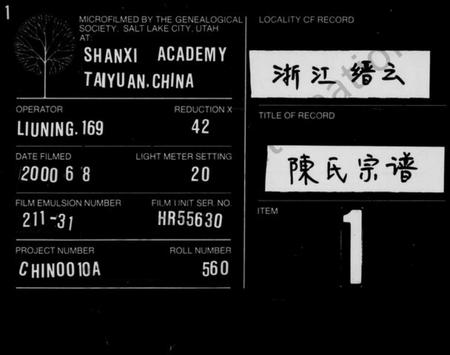 1
MICROFILMED BY THE GENEALOGICAL
SOCIETY. SALT LAKE CITY, UTAH
AT:
SHANXI ACADEMY
TAIYUAN. CHINA
OPERATOR
REDUCTION X
LIUNING. 169
42
DATE FILMED
LIGHT METER SETTING
2000 6 8
20
FILM EMULSION NUMBER
FILM UNIT SER. NO.
211-31
HR55630
PROJECT NUMBER
ROLL NUMBER
CHINOO10A
560
LOCALITY OF RECORD
浙江缙云
TITLE OF RECORD
陳氏宗谱
ITEM
1